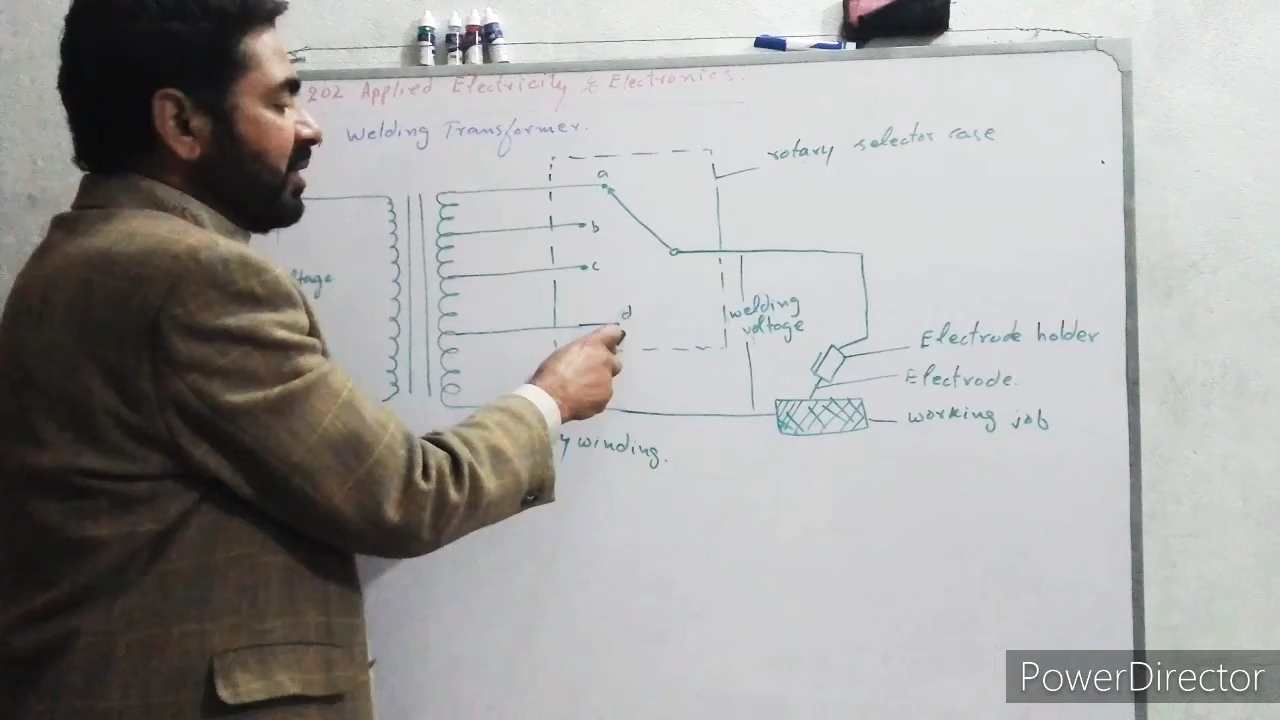 202 Applied Electricity & Electronics.
Welding Transformer.
rotary selector case
a
b
c
d
welding
voltage
Electrode holder
Electrode.
working job
winding.
PowerDirector